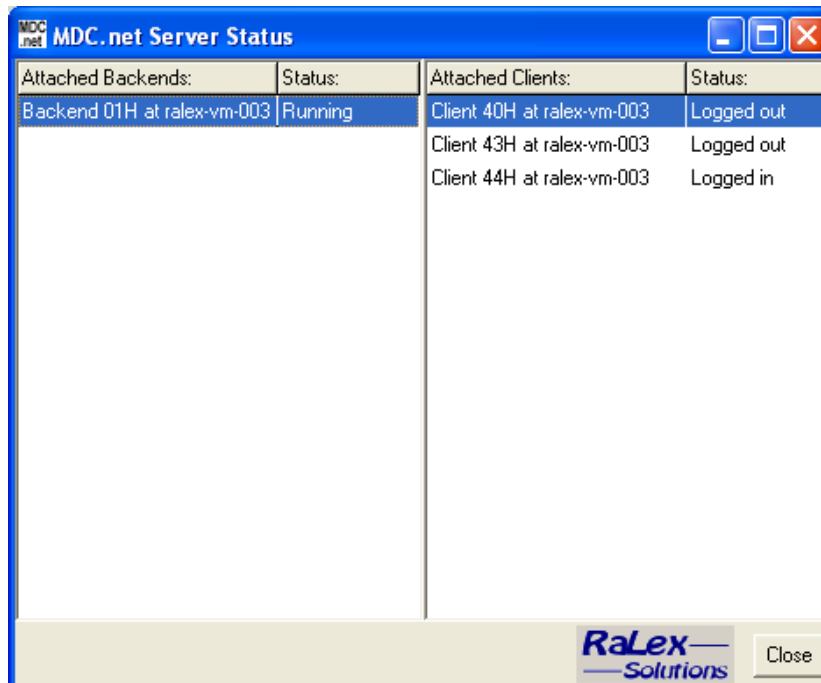 MDC .net MDC.net Server Status
Attached Backends: Status: Attached Clients: Status:
Backend 01H at ralex-vm-003 Running Client 40H at ralex-vm-003 Logged out
Client 43H at ralex-vm-003 Logged out
Client 44H at ralex-vm-003 Logged in
RaLex
Solutions
Close